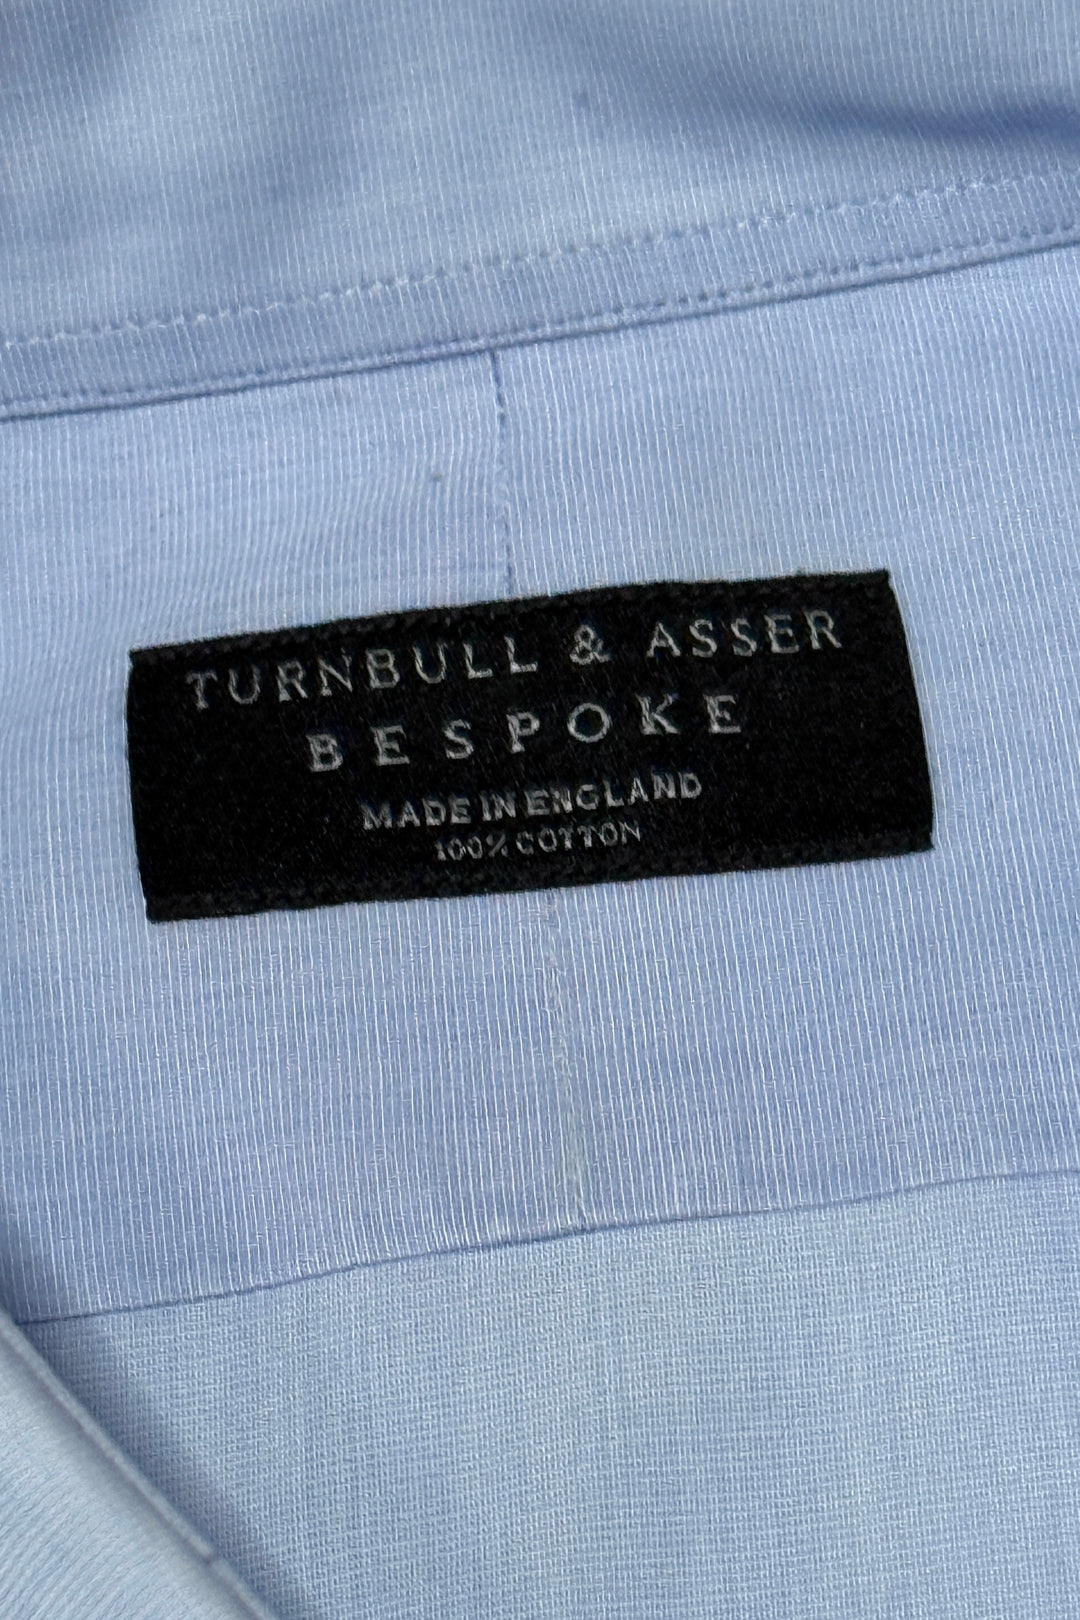 TURNBULL & ASSER
BESPOKE
MADE IN ENGLAND
100% COTTON